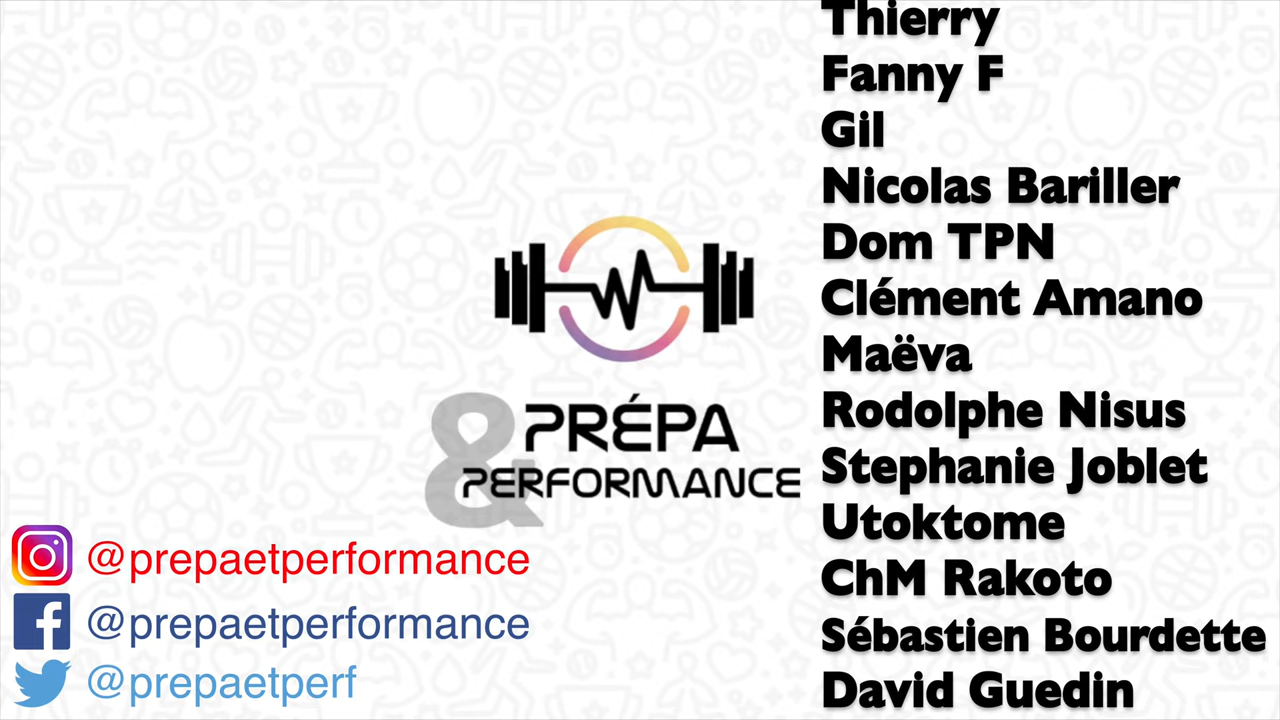 Thierry
Fanny F
Gil
Nicolas Bariller
Dom TPN
Clément Amano
Maëva
Rodolphe Nisus
Stephanie Joblet
Utoktome
ChM Rakoto
Sébastien Bourdette
David Guedin
&
PRÉPA
PERFORMANCE
@prepaetperformance
@prepaetperformance
@prepaetperf